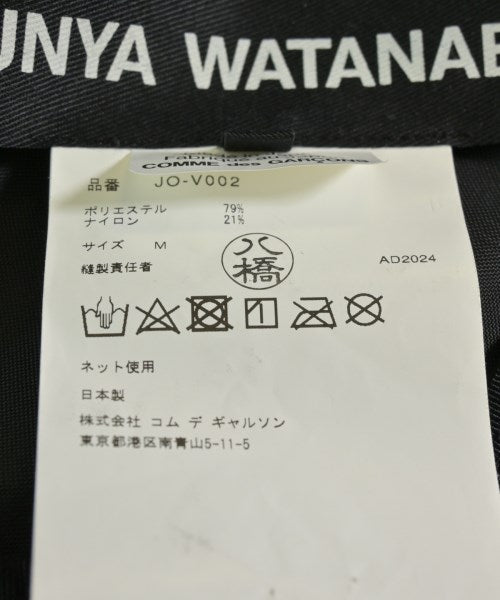 UNYA WATANAB
Fabriqué au
COMME des GARÇONS
品番 JO-V002
ポリエステル 79%
ナイロン 21%
サイズ M
縫製責任者 八橋 AD2024
ネット使用
日本製
株式会社 コム デ ギャルソン
東京都港区南青山5-11-5